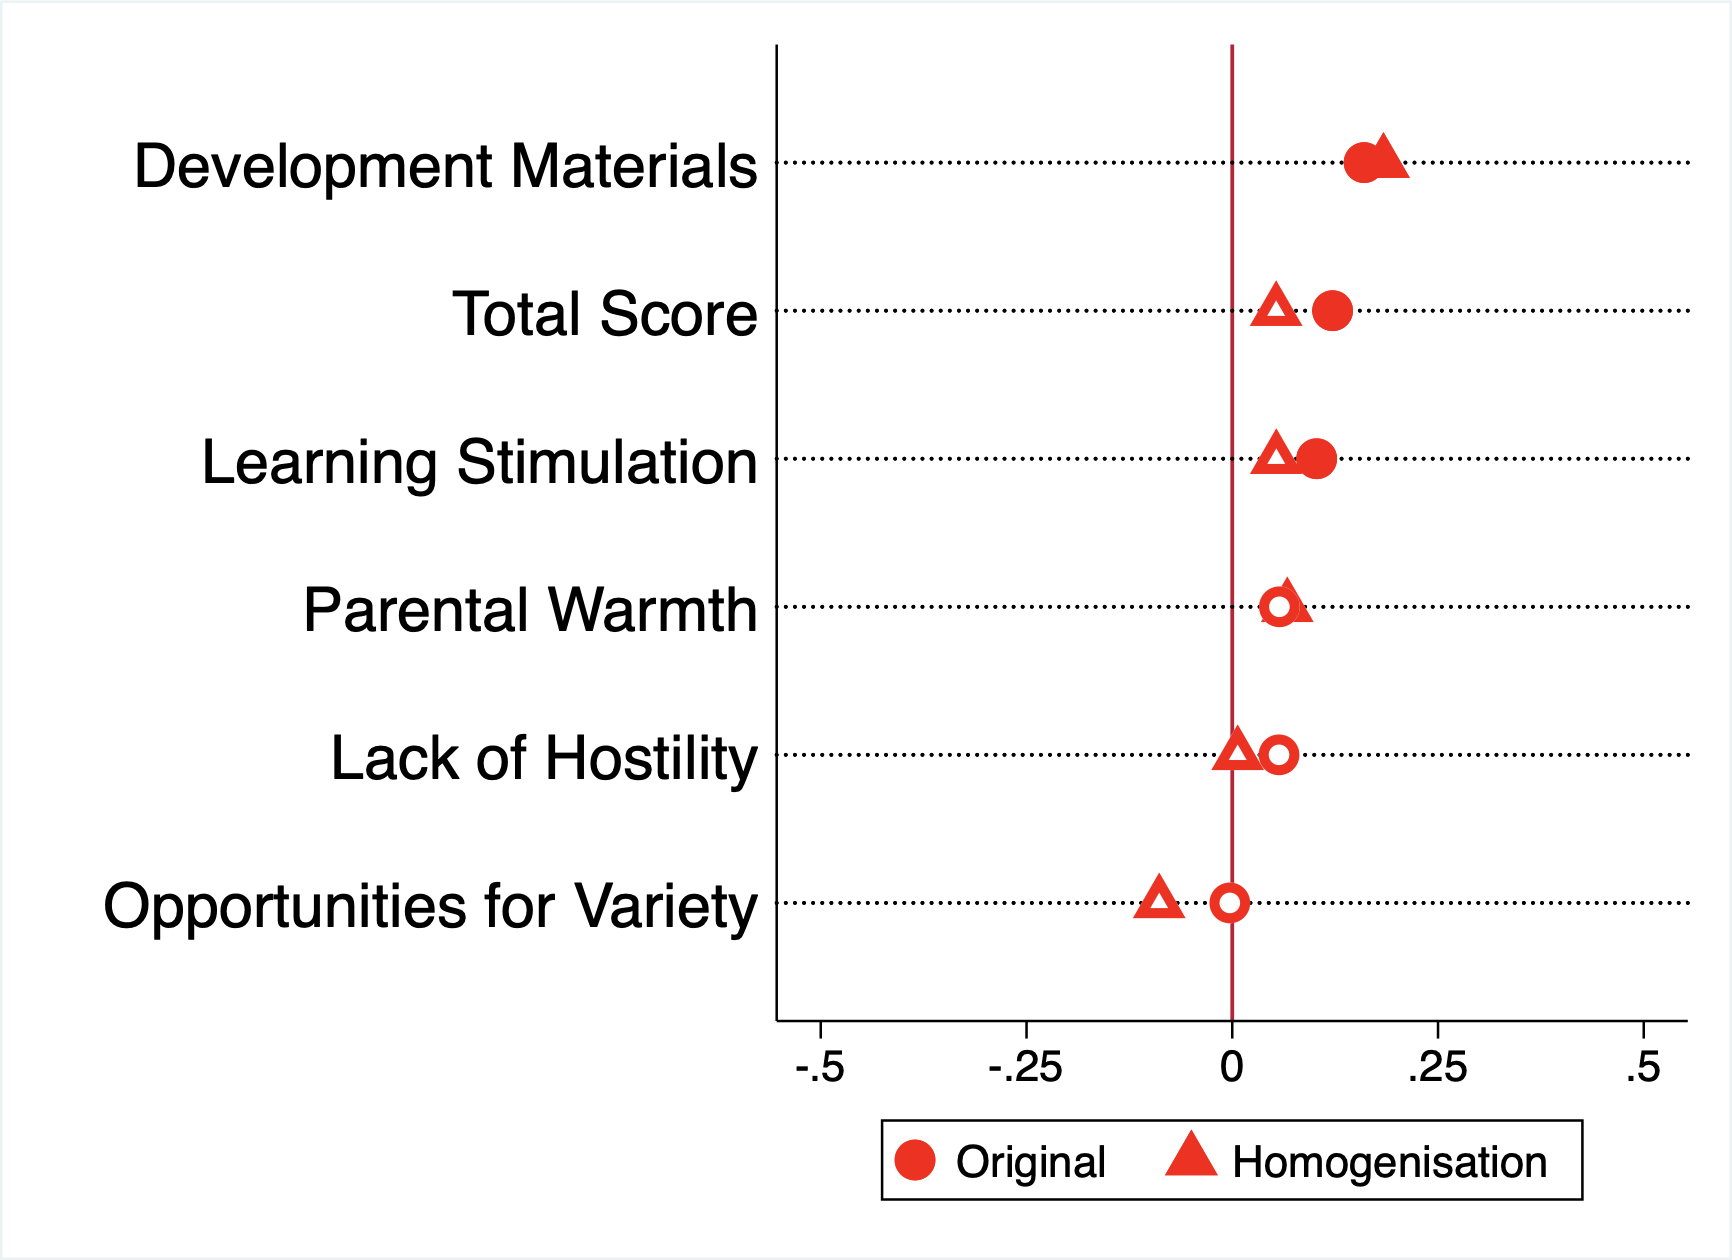 Development Materials
Total Score
Learning Stimulation
Parental Warmth
Lack of Hostility
Opportunities for Variety
-.5 -.25 0 .25 .5
Original Homogenisation